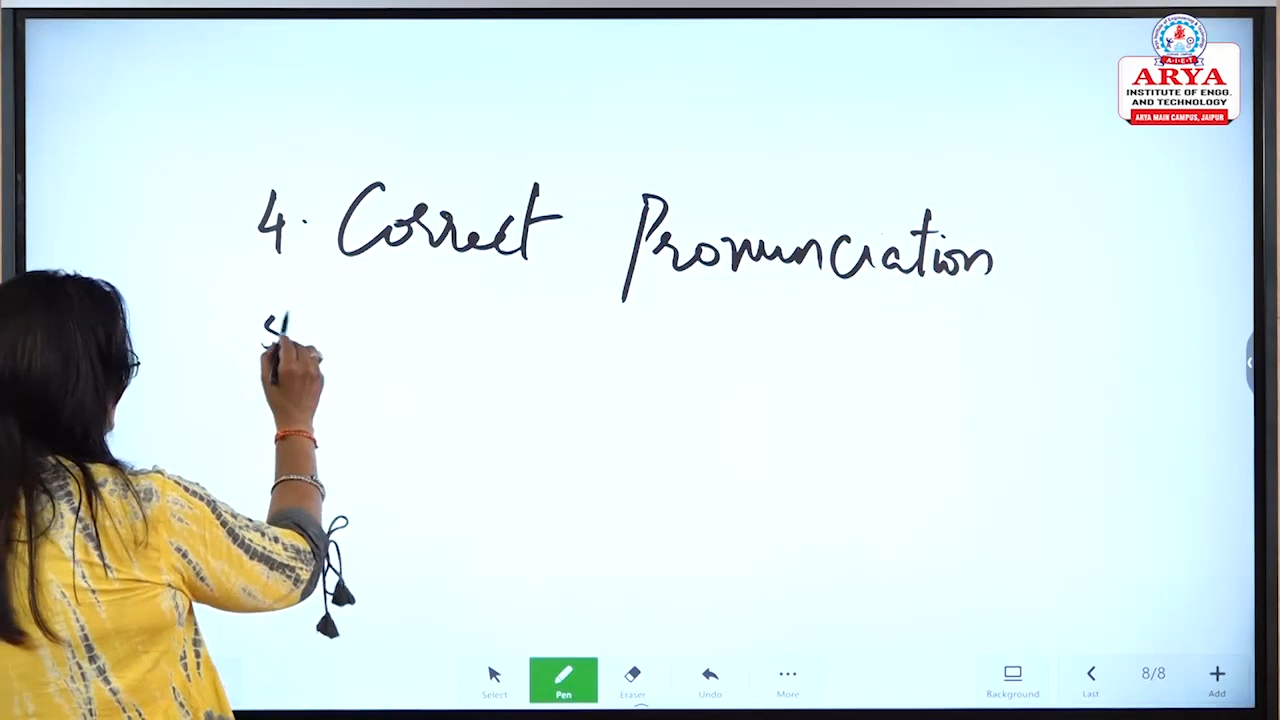 ARYA
INSTITUTE OF ENGG.
AND TECHNOLOGY
ARYA MAIN CAMPUS, JAIPUR
A.I.E.T
4. Correct Pronunciation
Select
Pen
Eraser
Undo
More
Background
Last
8/8
Add